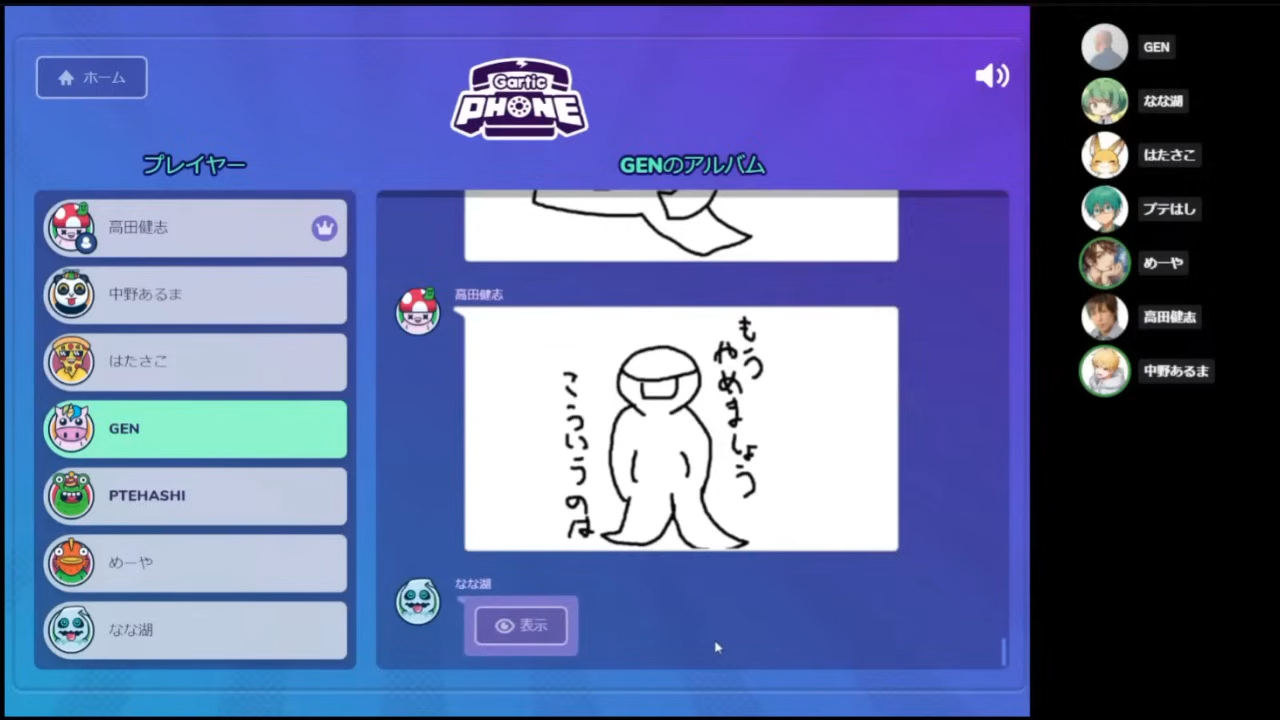 ホーム
Gartic
PHONE
プレイヤー
高田健志
中野あるま
はたさこ
GEN
PTEHASHI
めーや
なな湖
GENのアルバム
高田健志
もう
やめましょう
こういうのは
なな湖
表示
GEN
なな湖
はたさこ
プテはし
めーや
高田健志
中野あるま